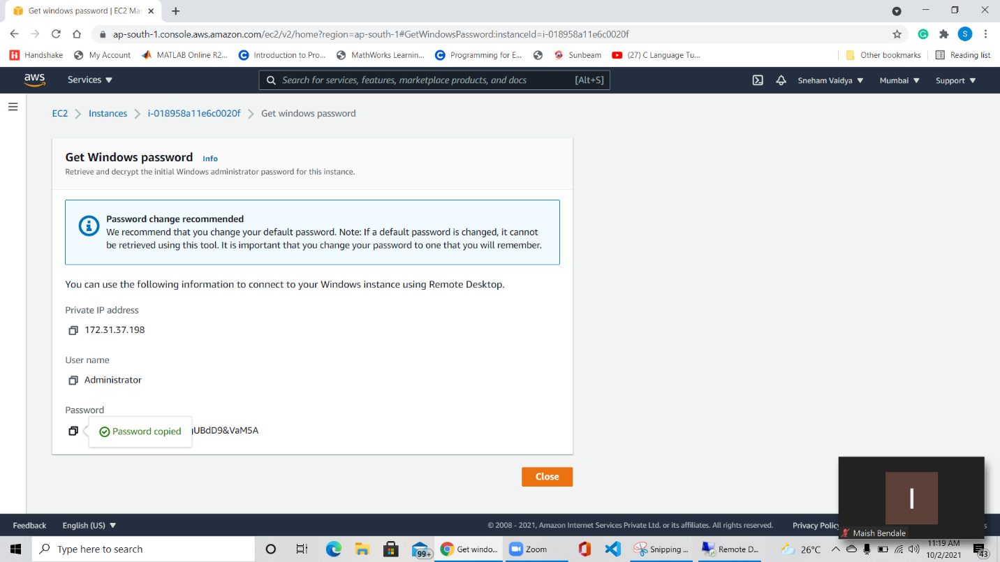 Get windows password | EC2 Ma
ap-south-1.console.aws.amazon.com/ec2/v2/home?region=ap-south-1#GetWindowsPassword:instanceId=i-018958a11e6c0020f
S
Handshake
My Account
MATLAB Online R2...
Introduction to Pro...
MathWorks Learnin...
Programming for E...
Sunbeam
(27) C Language Tu...
Other bookmarks
Reading list
aws
Services
Search for services, features, marketplace products, and docs
[Alt+S]
Sneham Vaidya
Mumbai
Support
EC2
Instances
i-018958a11e6c0020f
Get windows password
Get Windows password
Info
Retrieve and decrypt the initial Windows administrator password for this instance.
Password change recommended
We recommend that you change your default password. Note: If a default password is changed, it cannot
be retrieved using this tool. It is important that you change your password to one that you will remember.
You can use the following information to connect to your Windows instance using Remote Desktop.
Private IP address
172.31.37.198
User name
Administrator
Password
Password copied
UBdD9&VaM5A
Close
I
Maish Bendale
Feedback
English (US)
© 2008 - 2021, Amazon Internet Services Private Ltd. or its affiliates. All rights reserved.
Privacy Policy
Type here to search
99+
Get windo...
Zoom
Snipping ...
Remote D...
26°C
11:19 AM
10/2/2021
43